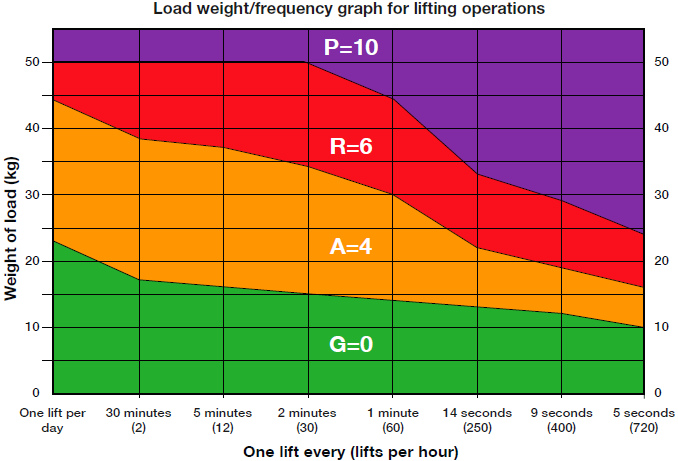 Load weight/frequency graph for lifting operations
P=10
R=6
A=4
G=0
Weight of load (kg)
50 50
40 40
30 30
20 20
10 10
0 0
One lift per day
30 minutes (2)
5 minutes (12)
2 minutes (30)
1 minute (60)
14 seconds (250)
9 seconds (400)
5 seconds (720)
One lift every (lifts per hour)